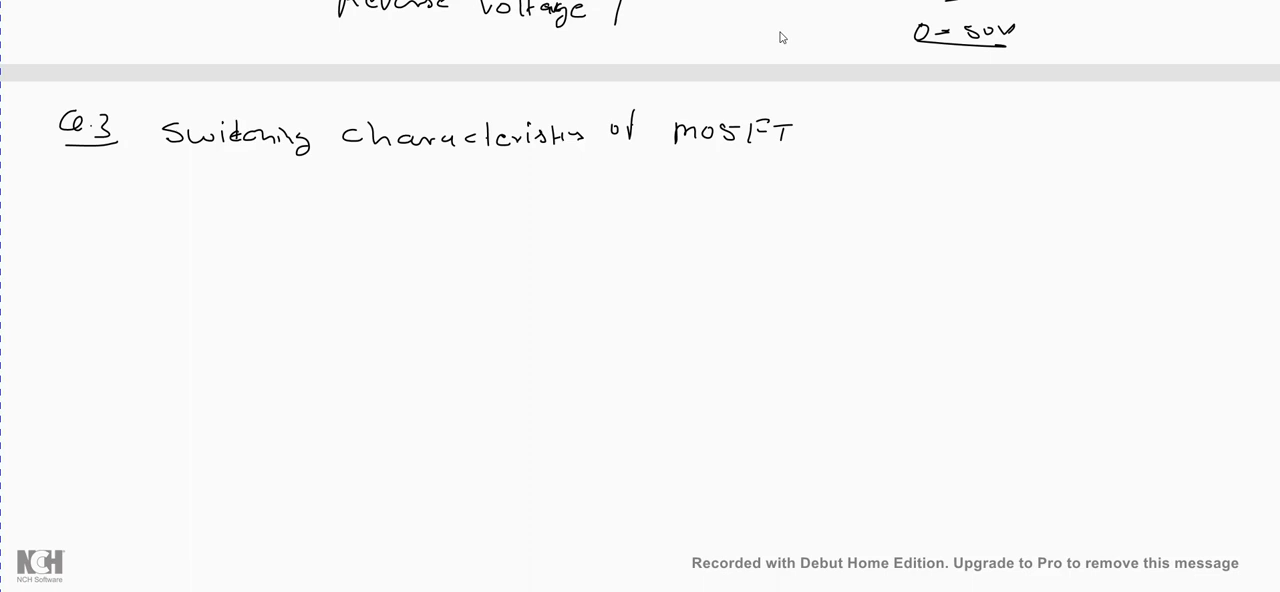 Reverse Voltage /
0 - 50V
Q.3 Switching characteristics of MOSFET
NCH
NCH Software
Recorded with Debut Home Edition. Upgrade to Pro to remove this message